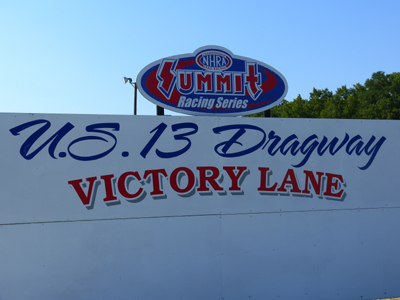 NHRA
SUMMIT
Racing Series
U.S. 13 Dragway
VICTORY LANE